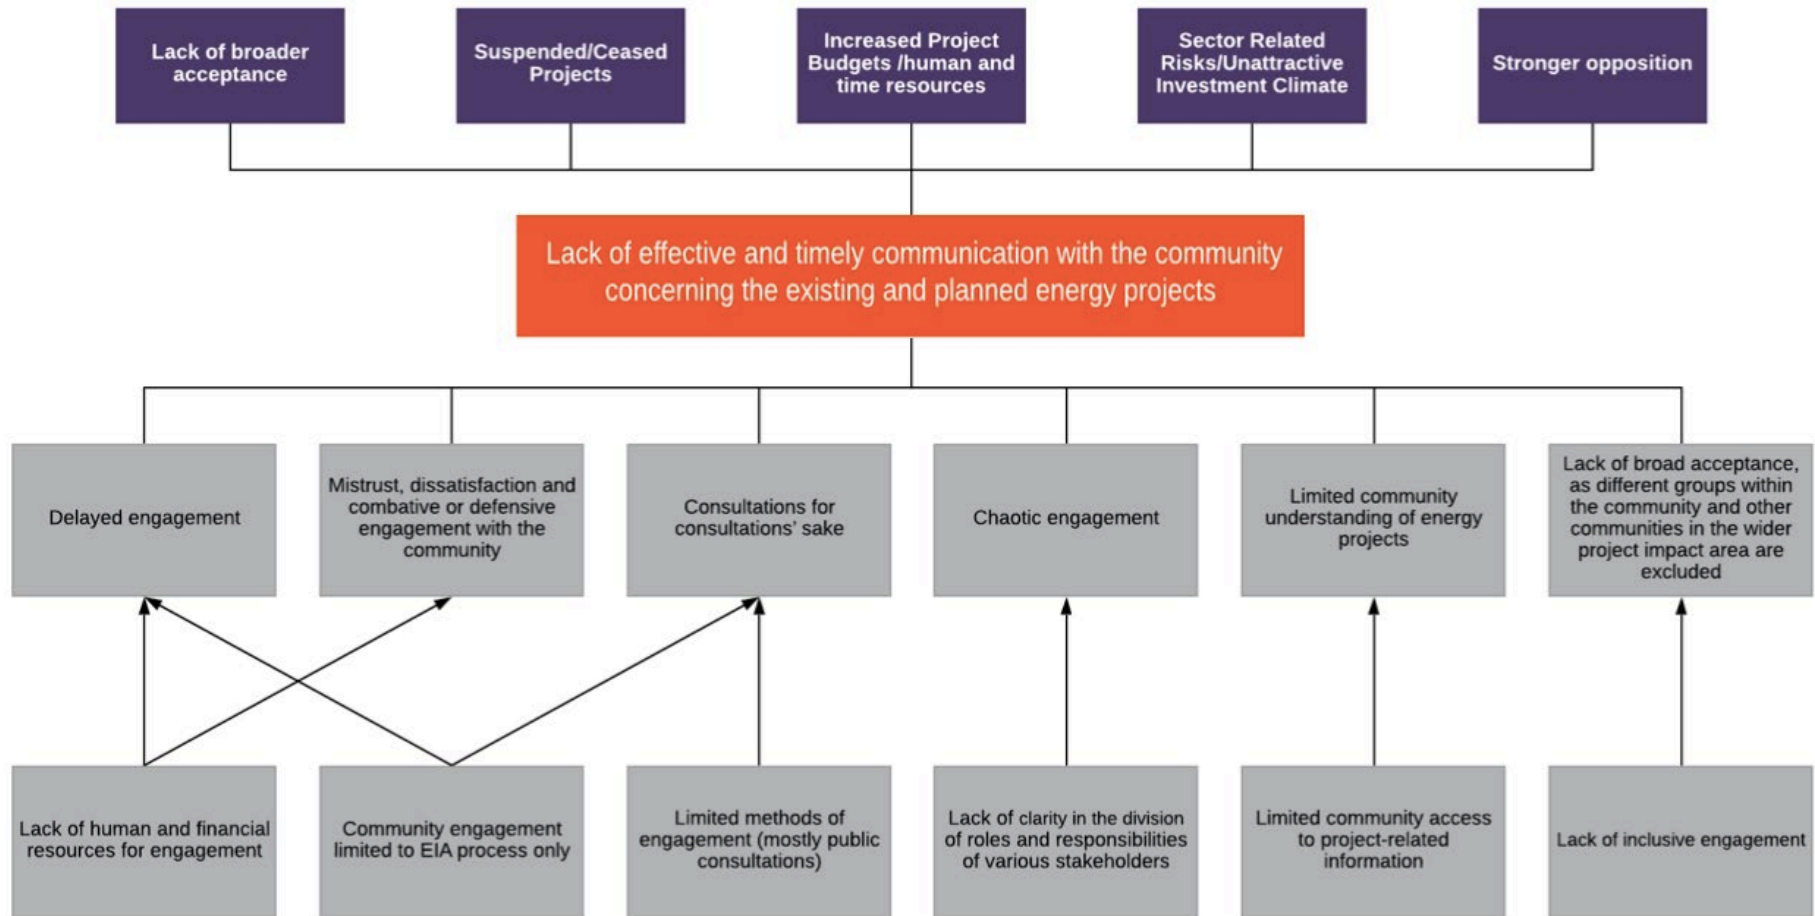 Lack of broader
acceptance
Suspended/Ceased
Projects
Increased Project
Budgets /human and
time resources
Sector Related
Risks/Unattractive
Investment Climate
Stronger opposition
Lack of effective and timely communication with the community
concerning the existing and planned energy projects
Delayed engagement
Mistrust, dissatisfaction and
combative or defensive
engagement with the
community
Consultations for
consultations’ sake
Chaotic engagement
Limited community
understanding of energy
projects
Lack of broad acceptance,
as different groups within
the community and other
communities in the wider
project impact area are
excluded
Lack of human and financial
resources for engagement
Community engagement
limited to EIA process only
Limited methods of
engagement (mostly public
consultations)
Lack of clarity in the division
of roles and responsibilities
of various stakeholders
Limited community access
to project-related
information
Lack of inclusive engagement